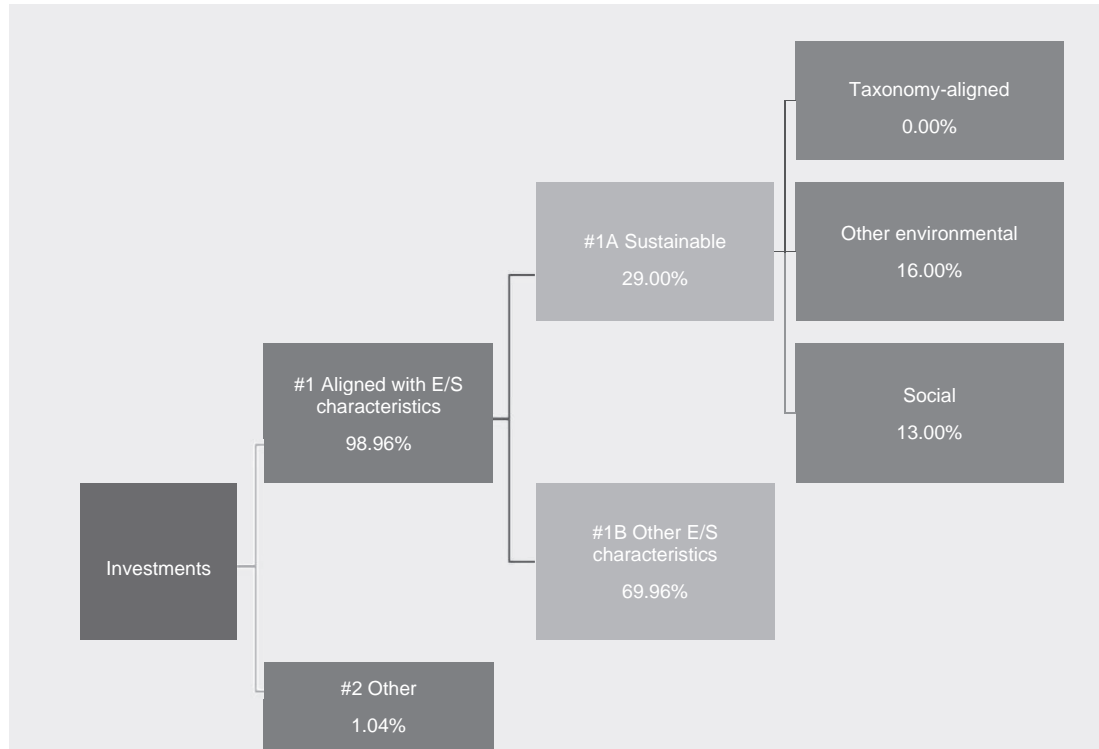 Taxonomy-aligned
0.00%
#1A Sustainable
29.00%
Other environmental
16.00%
#1 Aligned with E/S
characteristics
98.96%
Social
13.00%
Investments
#1B Other E/S
characteristics
69.96%
#2 Other
1.04%